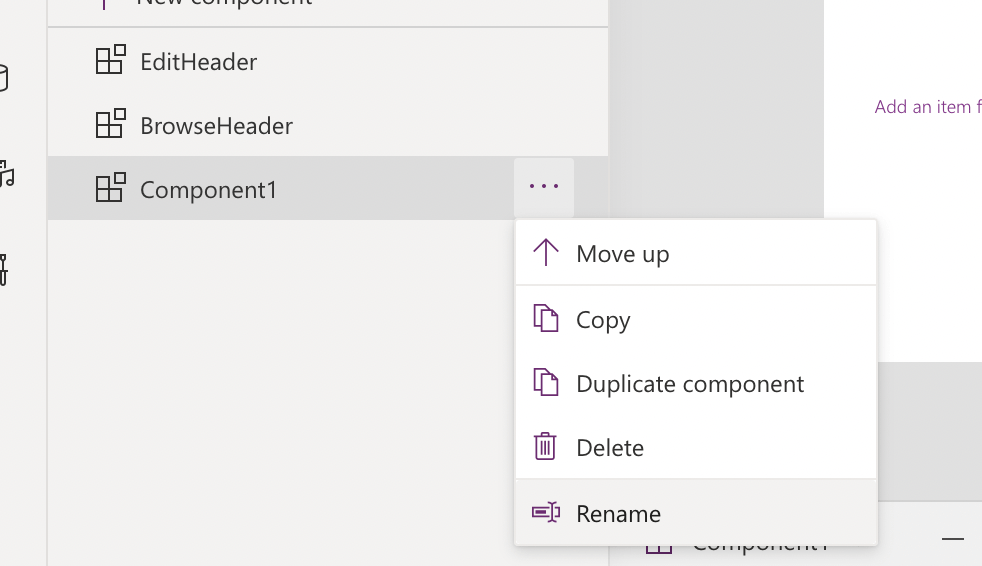 New component
EditHeader
BrowseHeader
Component1
Add an item f
Move up
Copy
Duplicate component
Delete
Rename
Component1